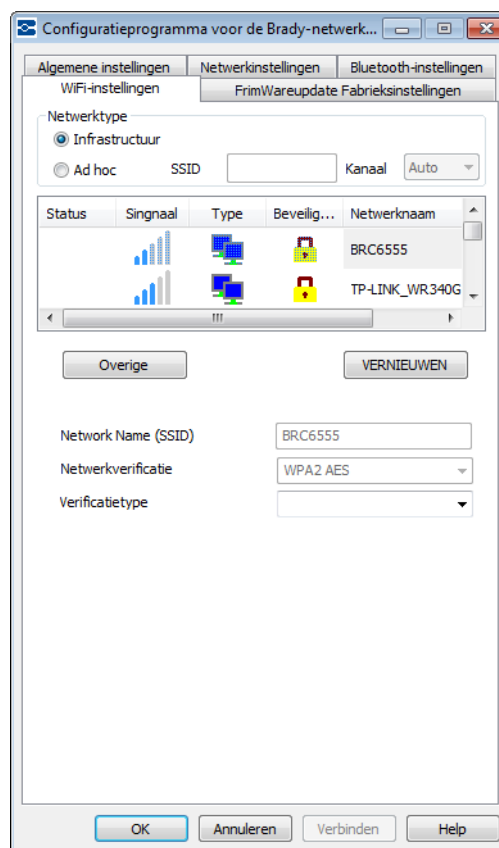 Configuratieprogramma voor de Brady-netwerk...
Algemene instellingen Netwerkinstellingen Bluetooth-instellingen
WiFi-instellingen FrimWareupdate Fabrieksinstellingen
Netwerktype
Infrastructuur
Ad hoc SSID Kanaal Auto
Status Singnaal Type Beveilig... Netwerknaam
BRC6555
TP-LINK_WR340G
Overige VERNIEUWEN
Network Name (SSID) BRC6555
Netwerkverificatie WPA2 AES
Verificatietype
OK Annuleren Verbinden Help